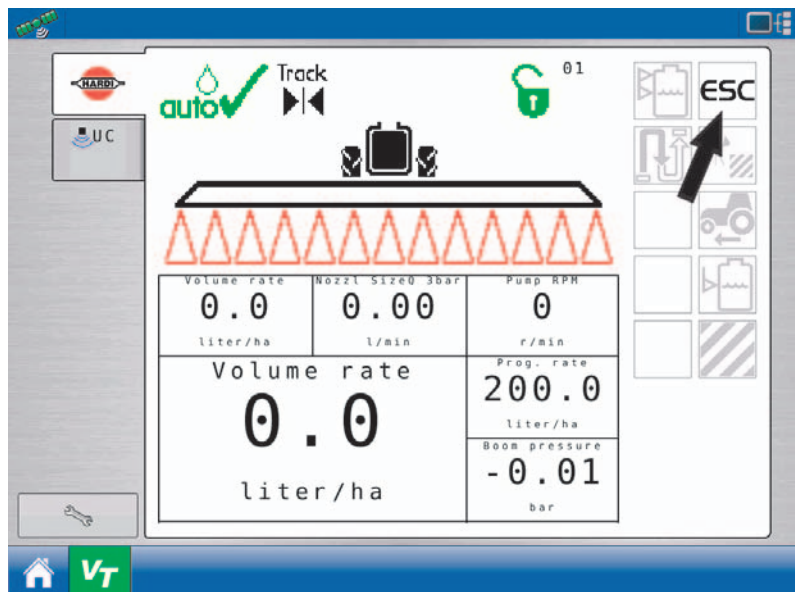 HARDI
UC
auto
Track
01
ESC
Volume rate
0.0
liter/ha
Nozzl SizeQ 3bar
0.00
l/min
Pump RPM
0
r/min
Volume rate
0.0
liter/ha
Prog. rate
200.0
liter/ha
Boom pressure
-0.01
bar
VT